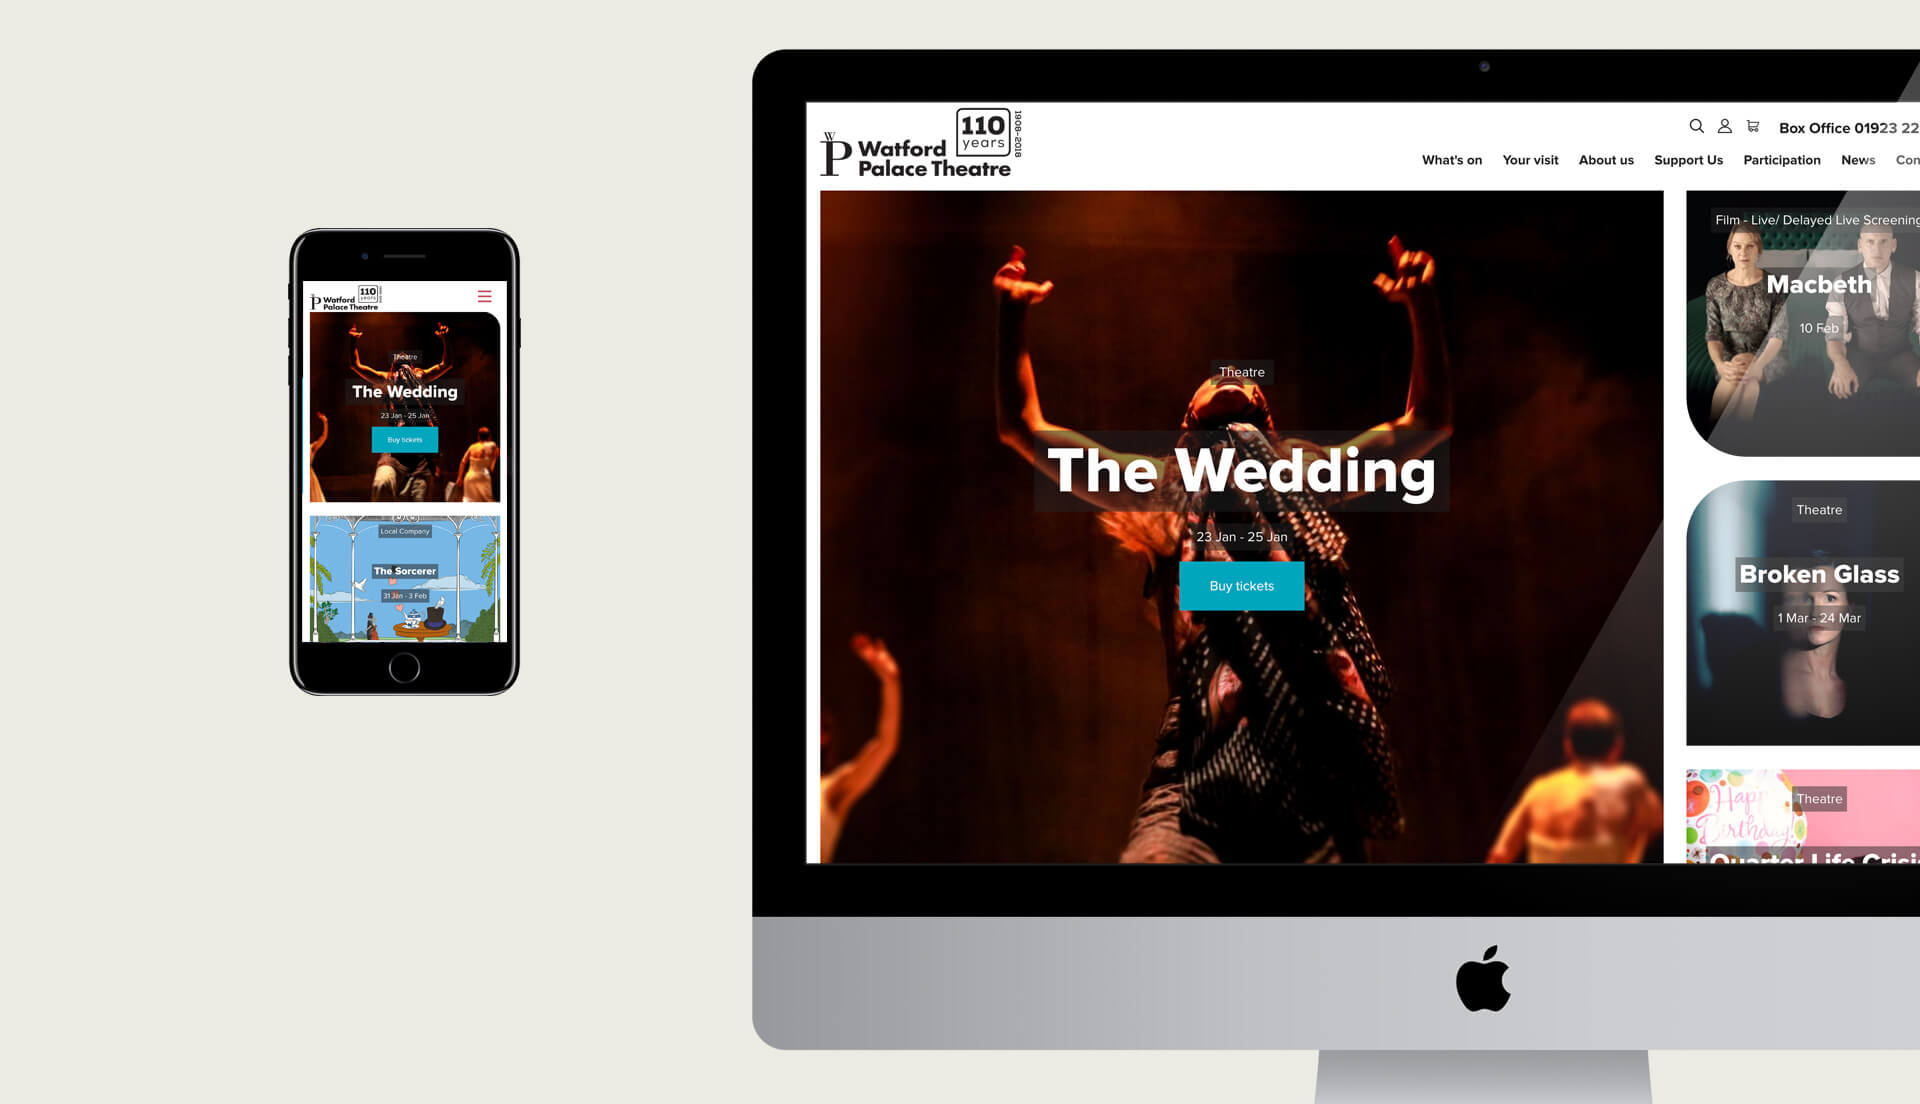 110
years
1908-2018
WP
Watford
Palace Theatre
Theatre
The Wedding
23 Jan - 25 Jan
Buy tickets
Local Company
The Sorcerer
31 Jan - 3 Feb
110
years
1908-2018
WP
Watford
Palace Theatre
Box Office 01923 22
What's on Your visit About us Support Us Participation News Con
Theatre
The Wedding
23 Jan - 25 Jan
Buy tickets
Film - Live/ Delayed Live Screening
Macbeth
10 Feb
Theatre
Broken Glass
1 Mar - 24 Mar
Happy
Birthday!
Theatre
Quarter Life Crisis